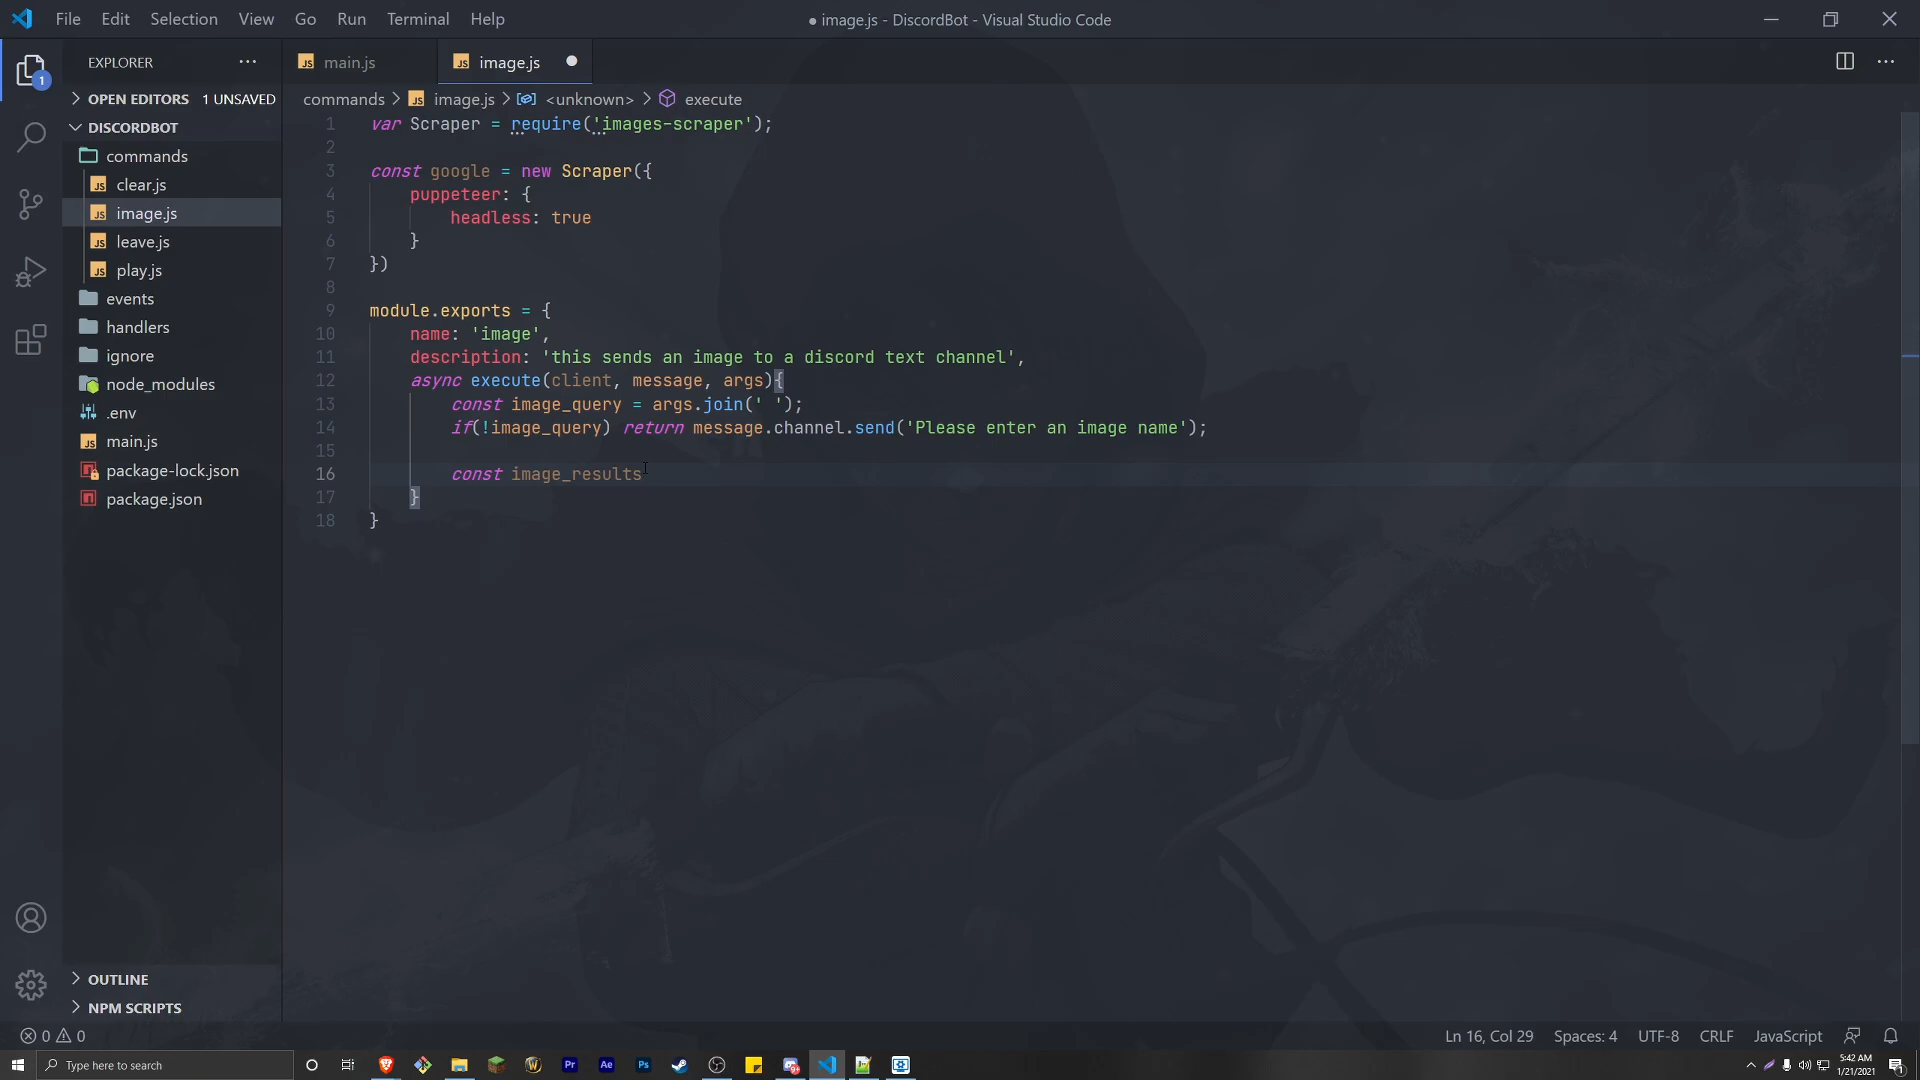 File Edit Selection View Go Run Terminal Help
● image.js - DiscordBot - Visual Studio Code
EXPLORER
main.js
image.js
OPEN EDITORS 1 UNSAVED
commands > image.js > <unknown> > execute
DISCORDBOT
commands
clear.js
image.js
leave.js
play.js
events
handlers
ignore
node_modules
.env
main.js
package-lock.json
package.json
OUTLINE
NPM SCRIPTS
1
1 var Scraper = require('images-scraper');
2
3 const google = new Scraper({
4 puppeteer: {
5 headless: true
6 }
7 })
8
9 module.exports = {
10 name: 'image',
11 description: 'this sends an image to a discord text channel',
12 async execute(client, message, args){
13 const image_query = args.join(' ');
14 if(!image_query) return message.channel.send('Please enter an image name');
15
16 const image_results
17 }
18 }
0 0
Ln 16, Col 29 Spaces: 4 UTF-8 CRLF JavaScript
Type here to search
5:42 AM
1/21/2021